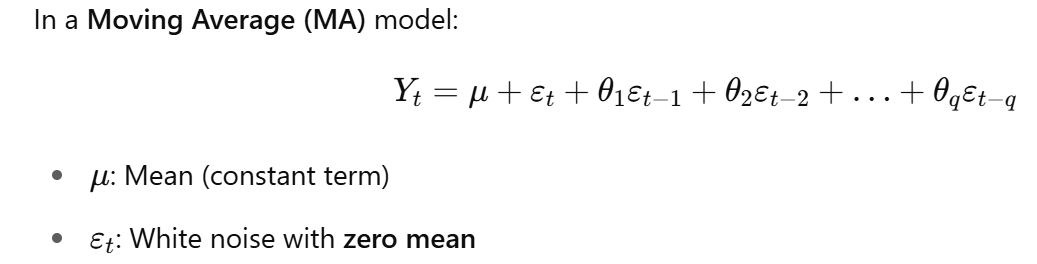 In a Moving Average (MA) model:
Yₜ = μ + εₜ + θ₁εₜ₋₁ + θ₂εₜ₋₂ + … + θ_qε_{t−q}
• μ: Mean (constant term)
• εₜ: White noise with zero mean